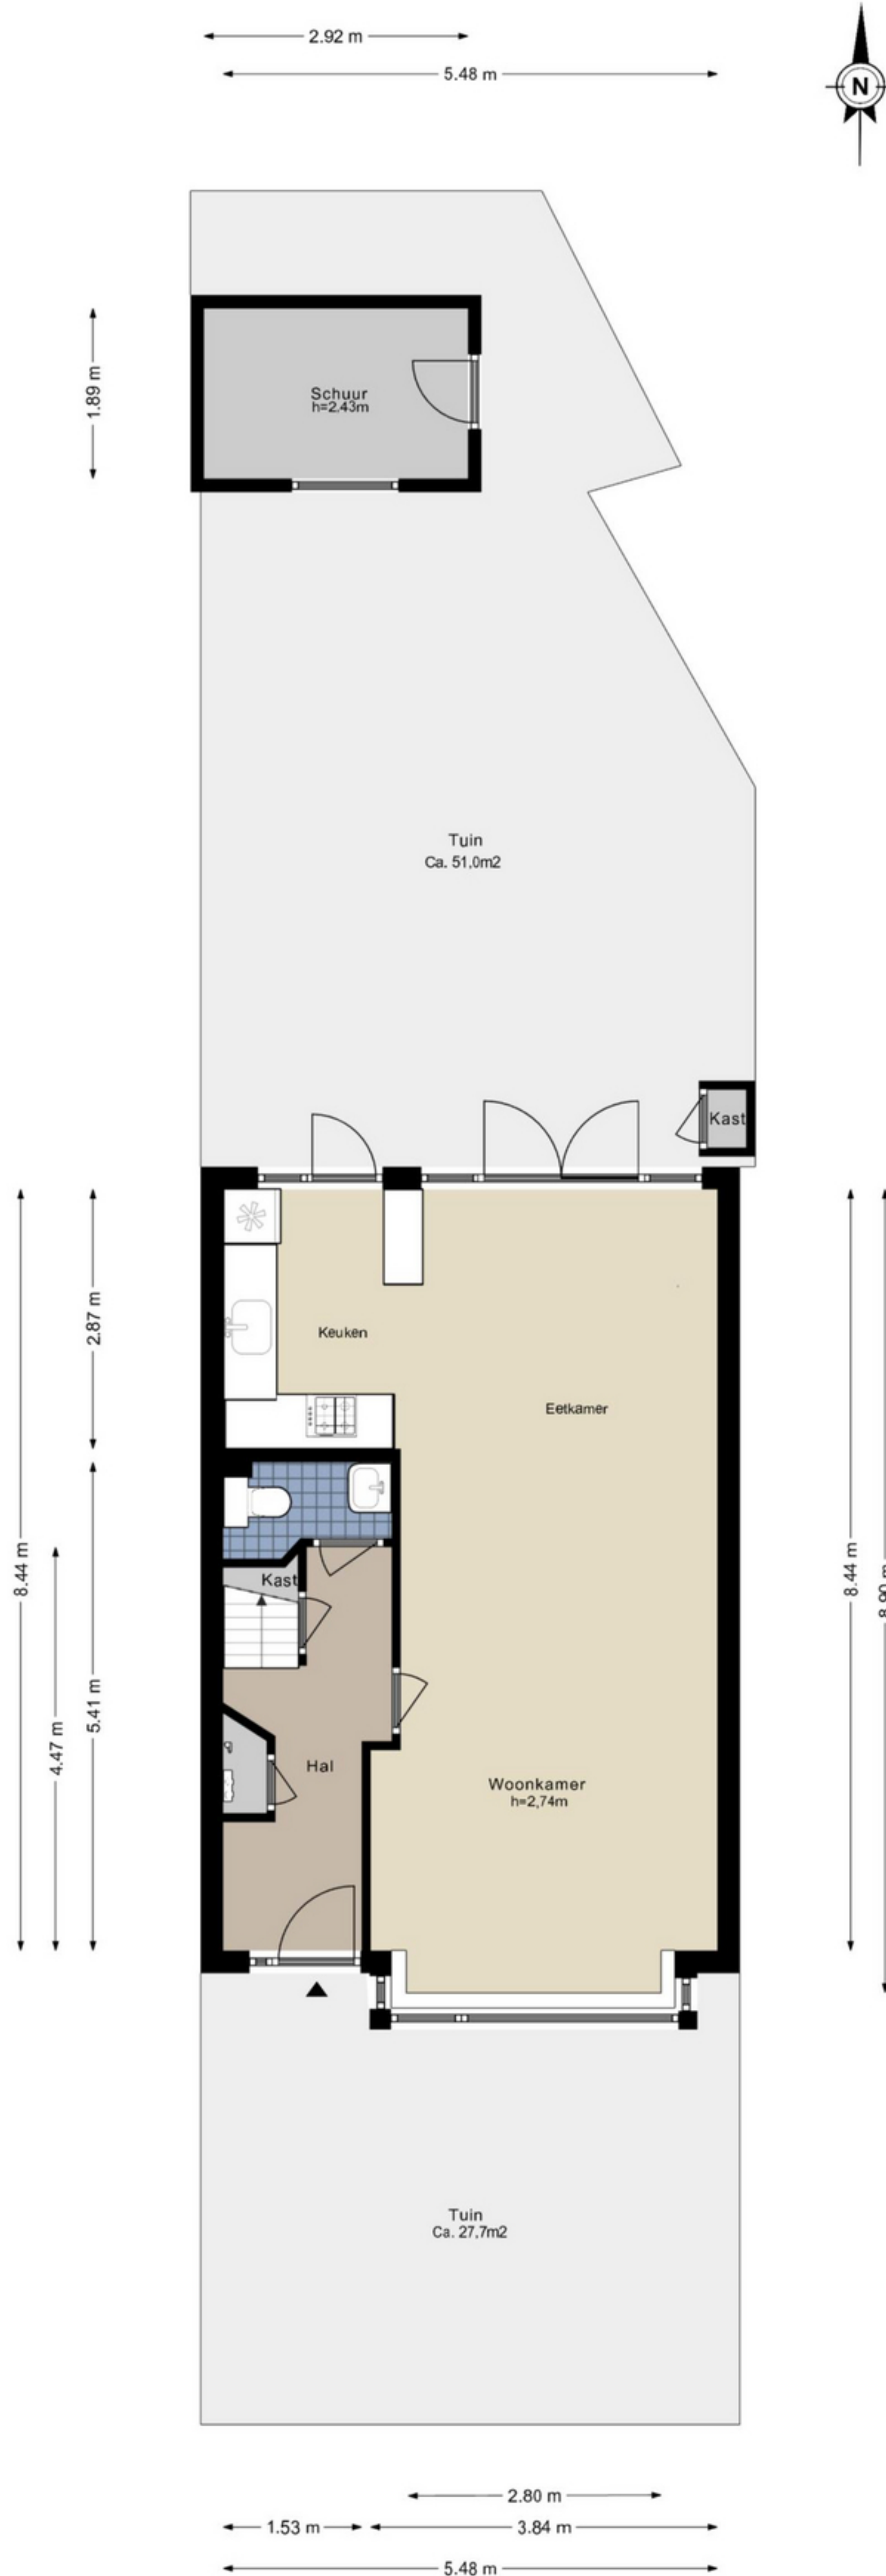 2.92 m
5.48 m
N
1.89 m
Schuur
h=2.43m
Tuin
Ca. 51,0m2
Kast
2.87 m
Keuken
Eetkamer
8.44 m
8.44 m
8.90 m
Kast
5.41 m
4.47 m
Hal
Woonkamer
h=2,74m
Tuin
Ca. 27,7m2
2.80 m
1.53 m
3.84 m
5.48 m